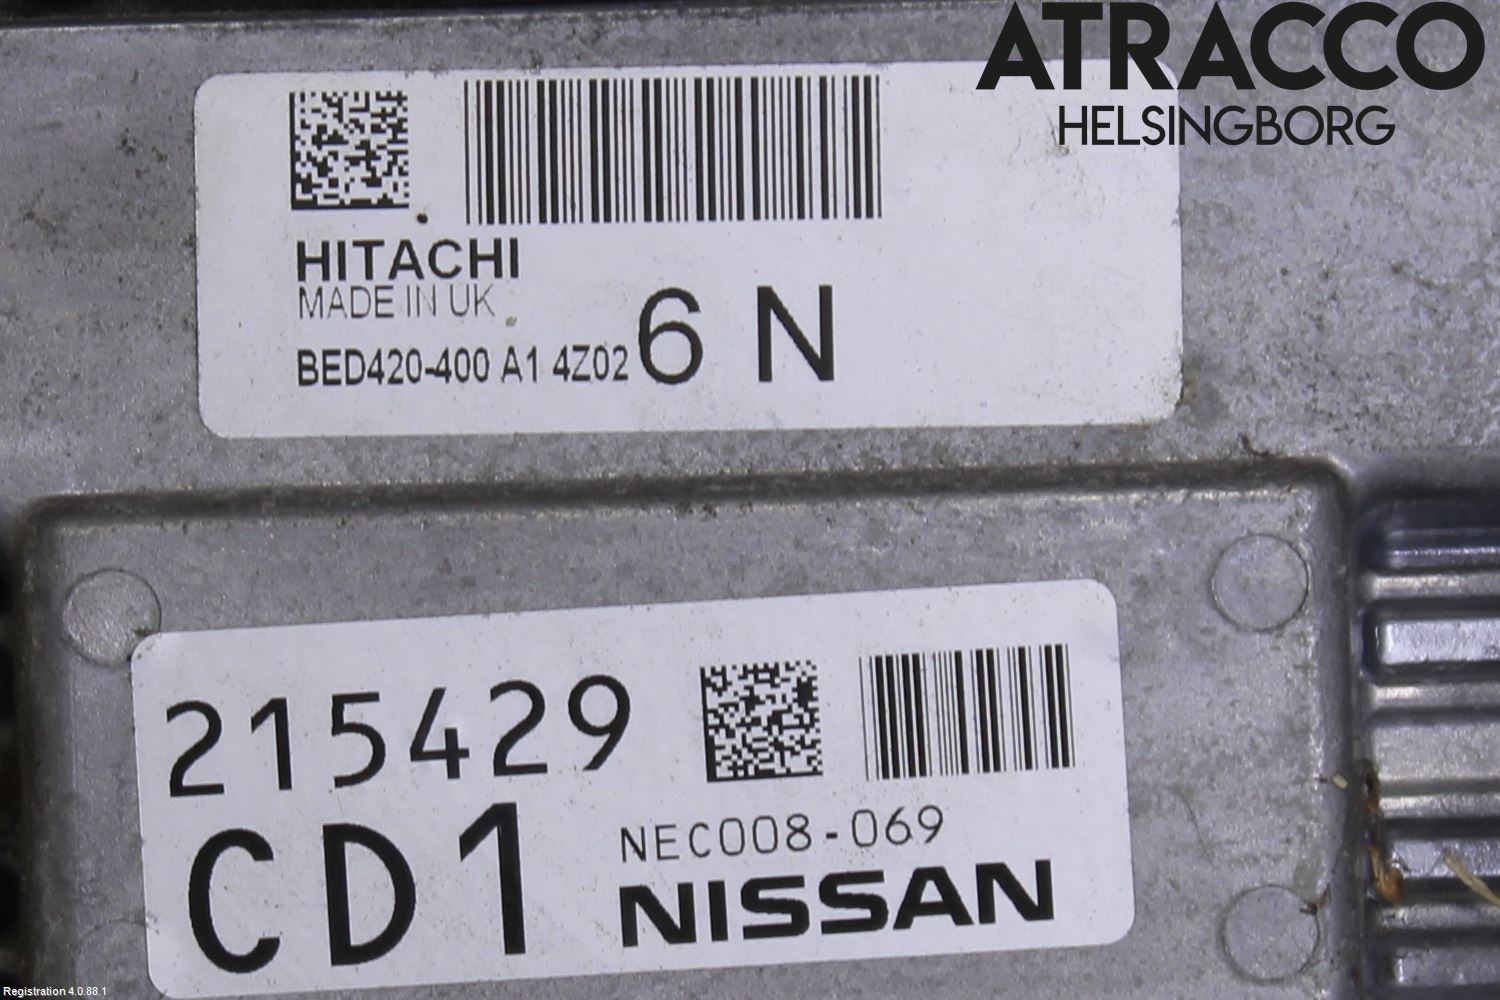 ATRACCO
HELSINGBORG
HITACHI
MADE IN UK
BED420-400 A1 4Z02 6 N
215429
CD1
NEC008-069
NISSAN
Registration 4.0.88.1